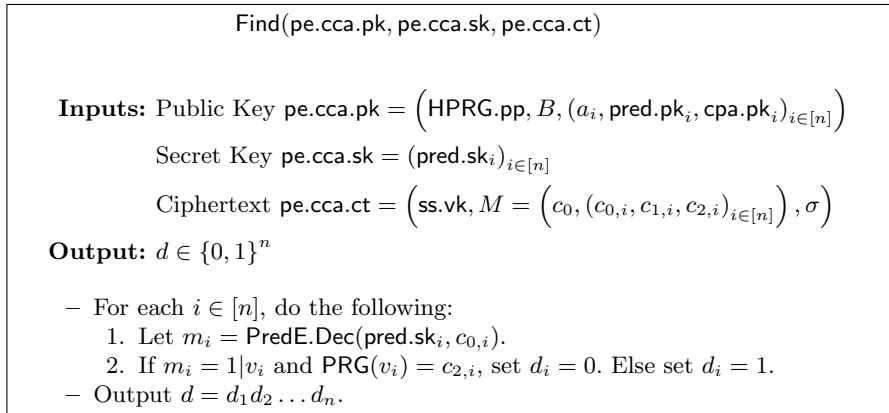 Find(pe.cca.pk, pe.cca.sk, pe.cca.ct)
Inputs: Public Key pe.cca.pk = (HPRG.pp, B, (a_i, pred.pk_i, cpa.pk_i)_{i∈[n]})
Secret Key pe.cca.sk = (pred.sk_i)_{i∈[n]}
Ciphertext pe.cca.ct = (ss.vk, M = (c_0, (c_{0,i}, c_{1,i}, c_{2,i})_{i∈[n]}), σ)
Output: d ∈ {0, 1}^n
– For each i ∈ [n], do the following:
1. Let m_i = PredE.Dec(pred.sk_i, c_{0,i}).
2. If m_i = 1|v_i and PRG(v_i) = c_{2,i}, set d_i = 0. Else set d_i = 1.
– Output d = d_1d_2 … d_n.